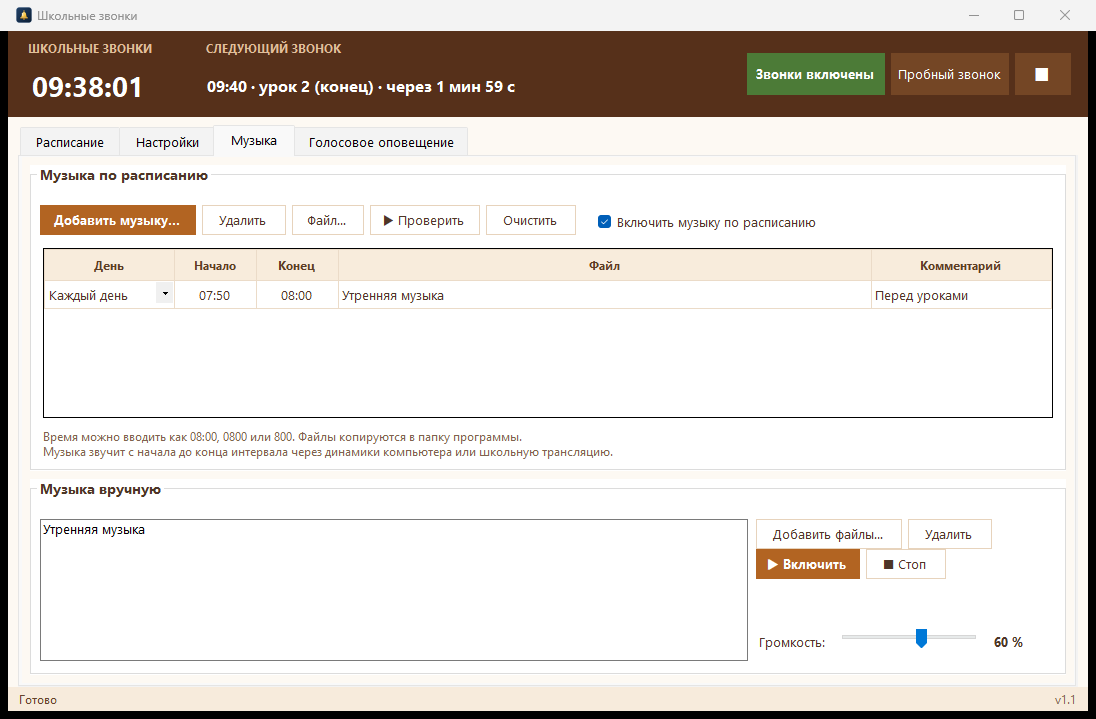 Школьные звонки
ШКОЛЬНЫЕ ЗВОНКИ
09:38:01
СЛЕДУЮЩИЙ ЗВОНОК
09:40 · урок 2 (конец) · через 1 мин 59 с
Звонки включены
Пробный звонок
Расписание
Настройки
Музыка
Голосовое оповещение
Музыка по расписанию
Добавить музыку...
Удалить
Файл...
▶ Проверить
Очистить
Включить музыку по расписанию
День Начало Конец Файл Комментарий
Каждый день 07:50 08:00 Утренняя музыка Перед уроками
Время можно вводить как 08:00, 0800 или 800. Файлы копируются в папку программы.
Музыка звучит с начала до конца интервала через динамики компьютера или школьную трансляцию.
Музыка вручную
Утренняя музыка
Добавить файлы...
Удалить
▶ Включить
■ Стоп
Громкость:
60 %
Готово
v1.1